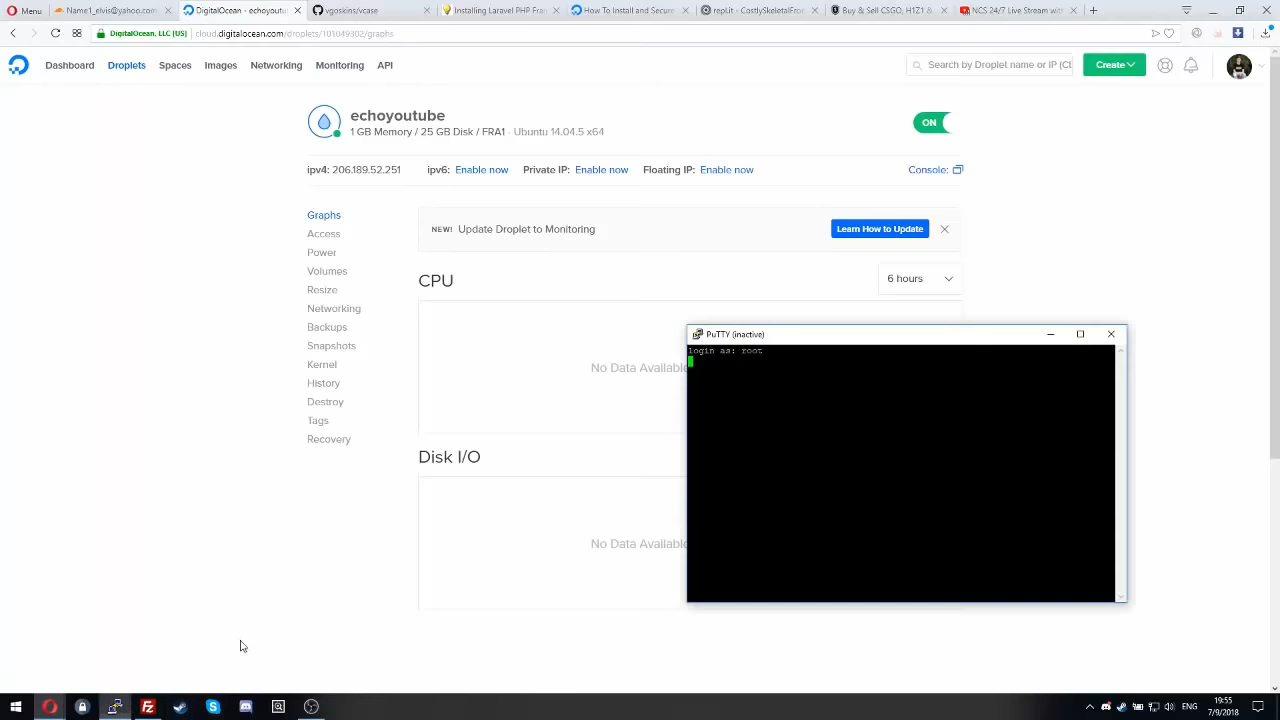 Menu
Name1_elvis@yahoo.com
DigitalOcean - echoyoutu
vgoskins/case
Installing Laravel PHP Fram
How To Install and Secure
repl.it - CastlySkeletalFro
Buy & Sell CSGO, H1Z1 &
NCS 24/7 Live Stream with
DigitalOcean, LLC [US]
cloud.digitalocean.com/droplets/101049302/graphs
Dashboard
Droplets
Spaces
Images
Networking
Monitoring
API
Search by Droplet name or IP (Ct
Create
echoyoutube
1 GB Memory / 25 GB Disk / FRA1 - Ubuntu 14.04.5 x64
ON
ipv4: 206.189.52.251
ipv6: Enable now
Private IP: Enable now
Floating IP: Enable now
Console:
Graphs
Access
Power
Volumes
Resize
Networking
Backups
Snapshots
Kernel
History
Destroy
Tags
Recovery
NEW! Update Droplet to Monitoring
Learn How to Update
CPU
6 hours
No Data Available
Disk I/O
No Data Available
PuTTY (inactive)
login as: root
ENG
19:55
7/9/2018